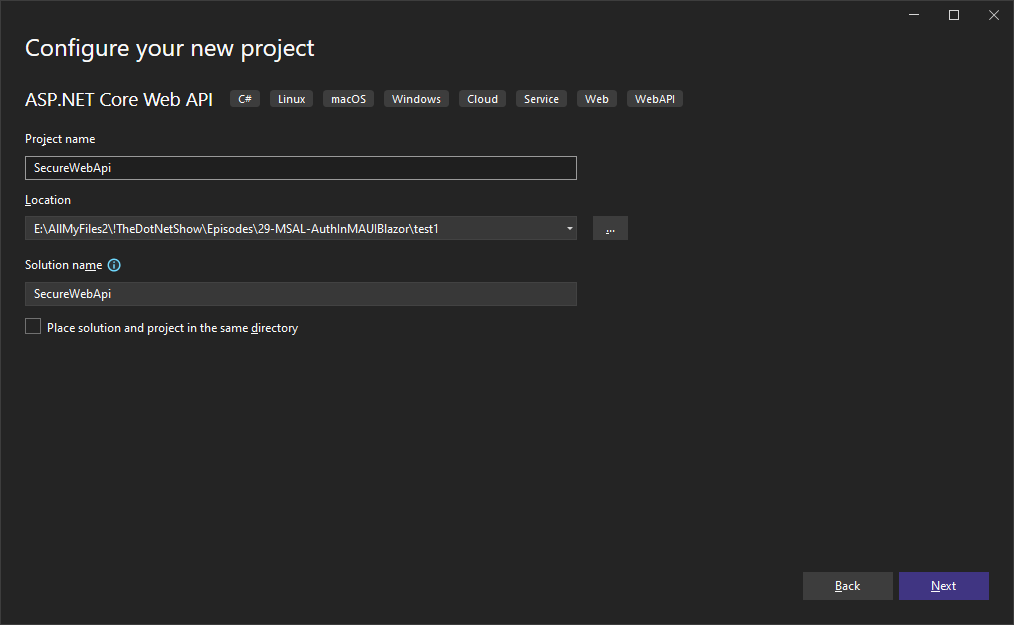 Configure your new project
ASP.NET Core Web API C# Linux macOS Windows Cloud Service Web WebAPI
Project name
SecureWebApi
Location
E:\AllMyFiles2\!TheDotNetShow\Episodes\29-MSAL-AuthInMAUIBlazor\test1
...
Solution name
SecureWebApi
Place solution and project in the same directory
Back Next